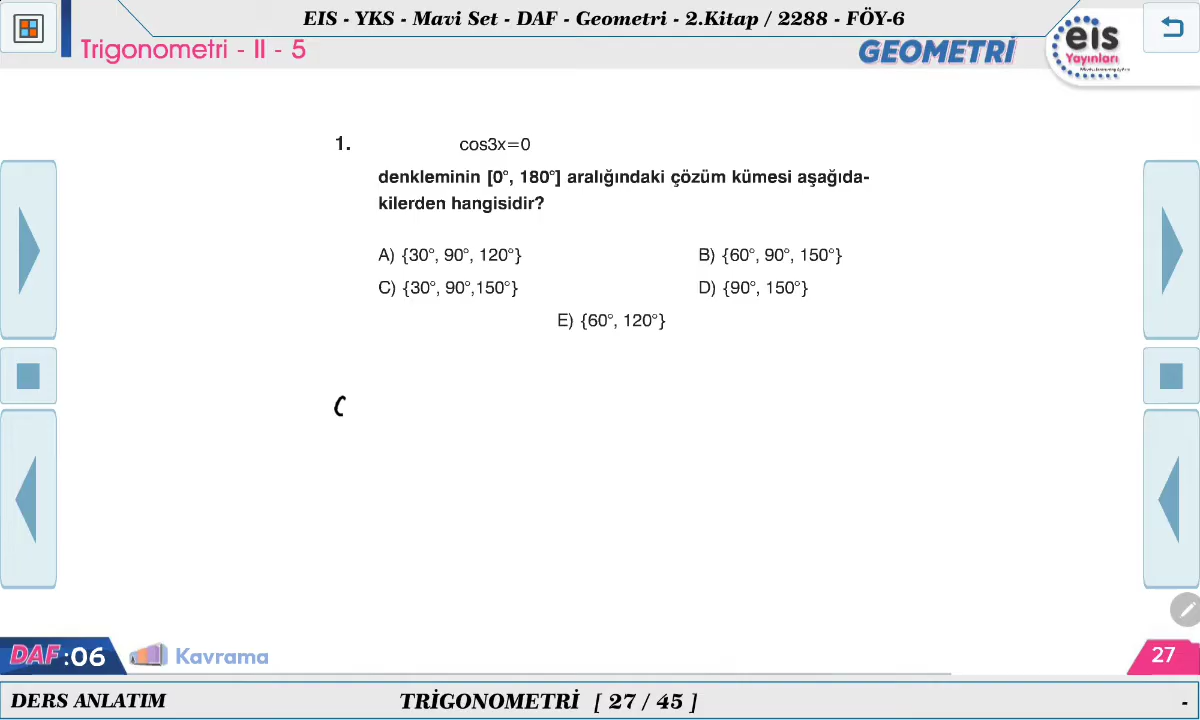 EIS - YKS - Mavi Set - DAF - Geometri - 2.Kitap / 2288 - FÖY-6
Trigonometri - II - 5
GEOMETRİ
eis
Yayınları
1. cos3x=0
denkleminin [0°, 180°] aralığındaki çözüm kümesi aşağıda-
kilerden hangisidir?
A) {30°, 90°, 120°} B) {60°, 90°, 150°}
C) {30°, 90°,150°} D) {90°, 150°}
E) {60°, 120°}
C
DAF:06 Kavrama
27
DERS ANLATIM TRİGONOMETRİ [ 27 / 45 ] -